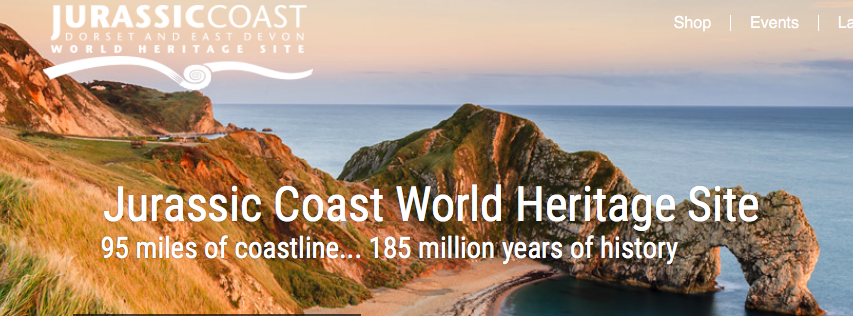 JURASSICCOAST
DORSET AND EAST DEVON
WORLD HERITAGE SITE
Shop | Events | La
Jurassic Coast World Heritage Site
95 miles of coastline... 185 million years of history